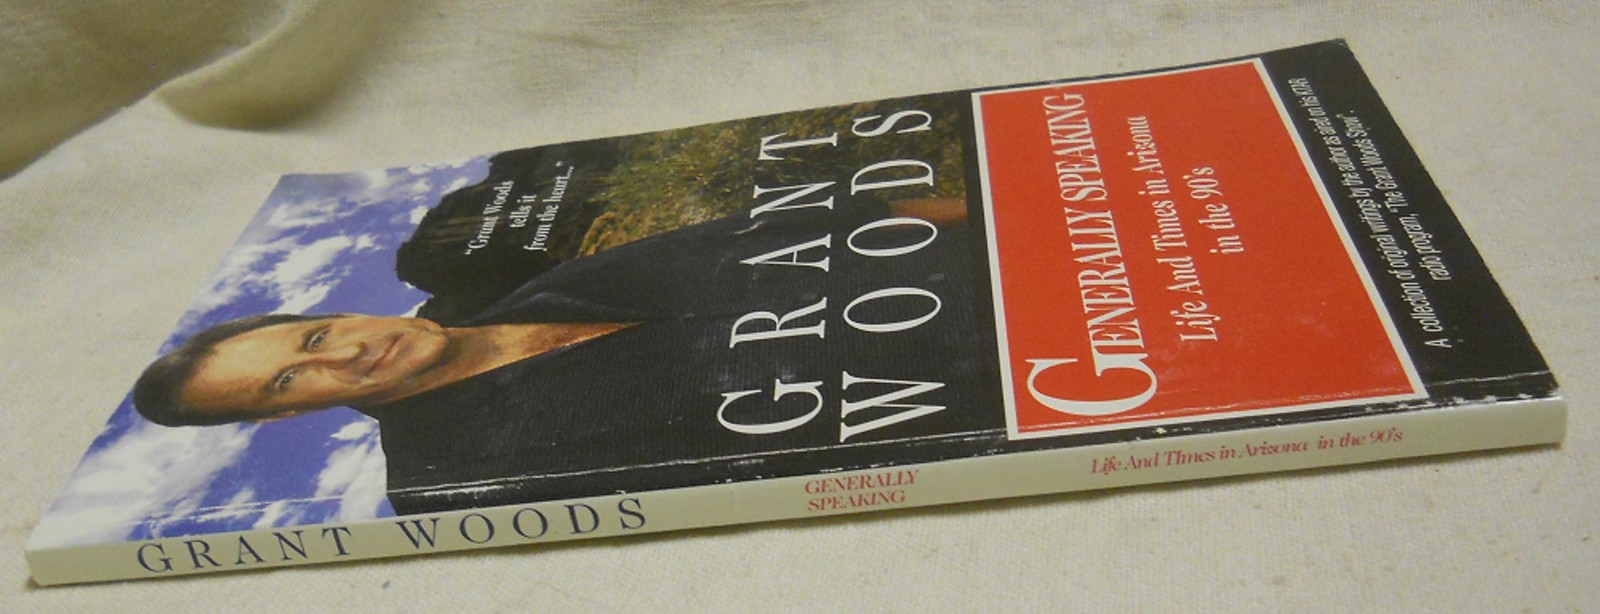 "Grant Woods
tells it
from the heart..."
GRANT
WOODS
GENERALLY SPEAKING
Life And Times in Arizona
in the 90's
A collection of original writings by the author as aired on his KTAR
radio program, "The Grant Woods Show".
GRANT WOODS
GENERALLY
SPEAKING
Life And TImes in Arizona in the 90's